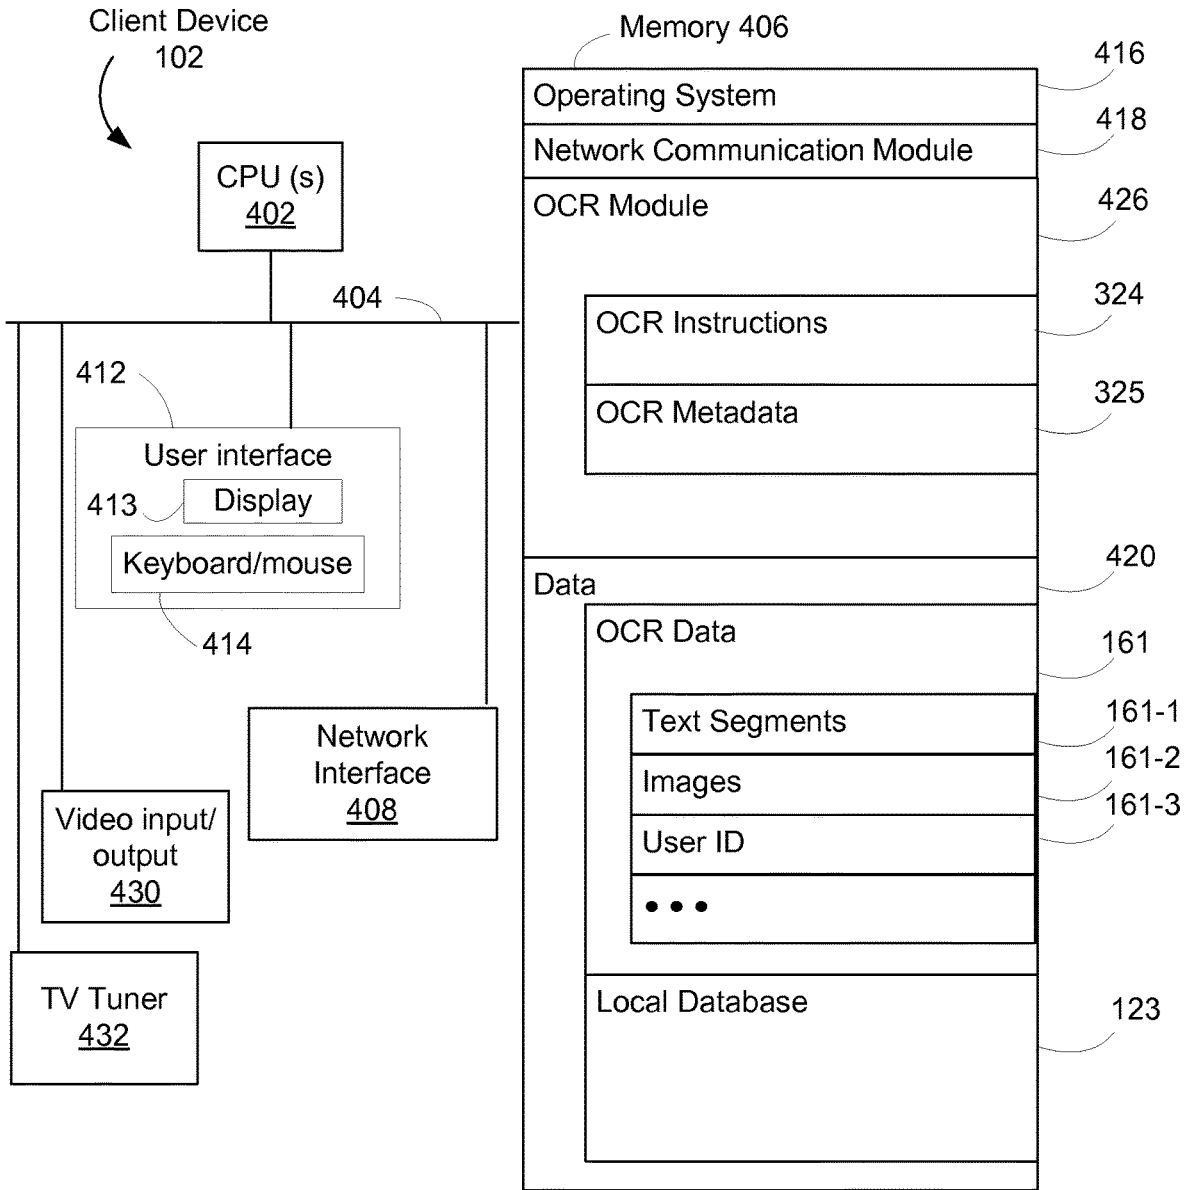 Client Device
102
Memory 406
416
Operating System
418
Network Communication Module
CPU (s)
402
OCR Module
426
404
OCR Instructions
324
412
OCR Metadata
325
User interface
413
Display
Keyboard/mouse
414
420
Data
OCR Data
161
Text Segments
161-1
Images
161-2
User ID
161-3
• • •
Network
Interface
408
Video input/
output
430
TV Tuner
432
Local Database
123